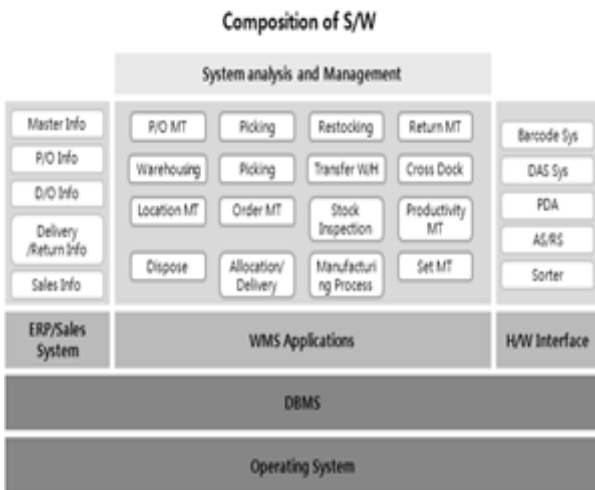 Composition of S/W
System analysis and Management
Master Info
P/O Info
D/O Info
Delivery
/Return Info
Sales Info
ERP/Sales
System
P/O MT
Picking
Restocking
Return MT
Warehousing
Picking
Transfer W/H
Cross Dock
Location MT
Order MT
Stock
Inspection
Productivity
MT
Dispose
Allocation/
Delivery
Manufacturi
ng Process
Set MT
WMS Applications
Barcode Sys
DAS Sys
PDA
AS/RS
Sorter
H/W Interface
DBMS
Operating System